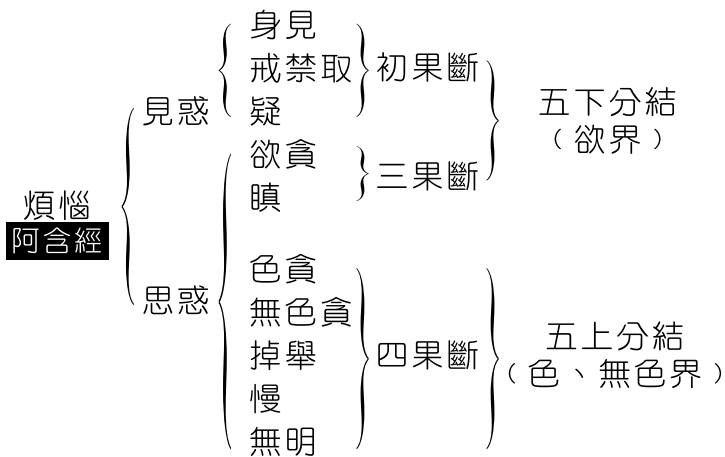 煩惱
阿含經
見惑
思惑
身見
戒禁取
疑
欲貪
瞋
色貪
無色貪
掉舉
慢
無明
初果斷
三果斷
四果斷
五下分結
（欲界）
五上分結
（色、無色界）